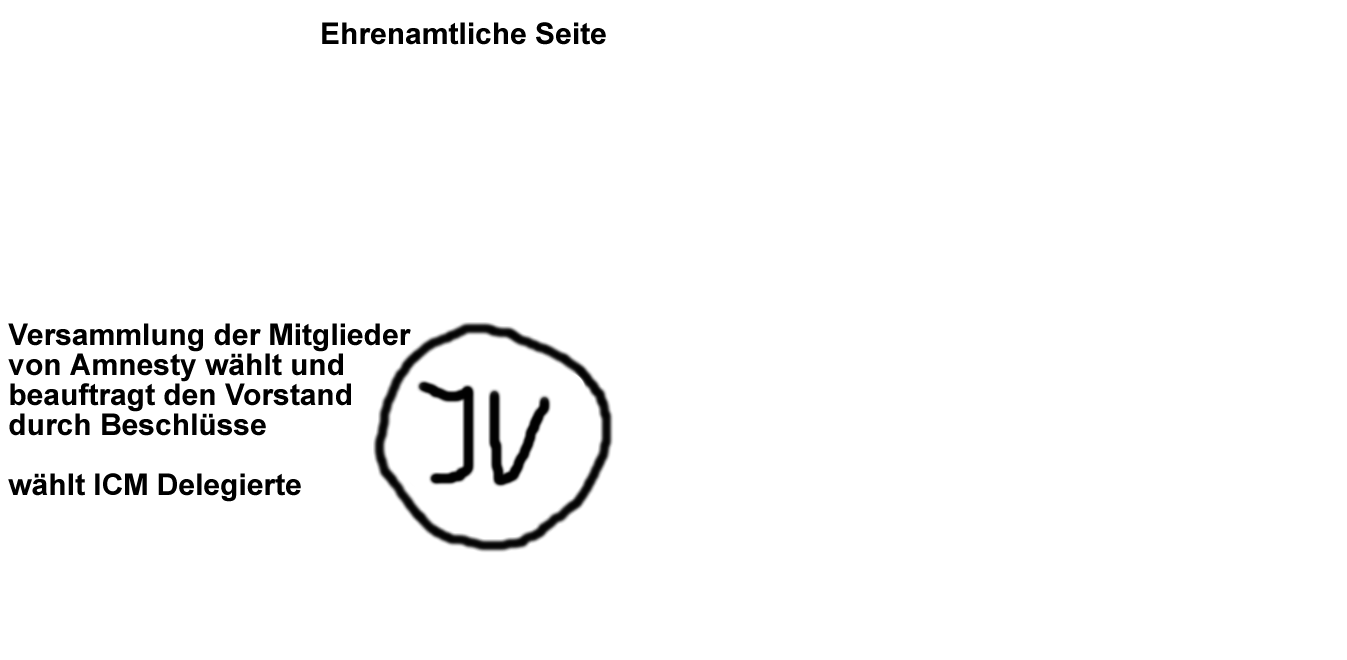 Ehrenamtliche Seite
Versammlung der Mitglieder
von Amnesty wählt und
beauftragt den Vorstand
durch Beschlüsse
wählt ICM Delegierte
JV